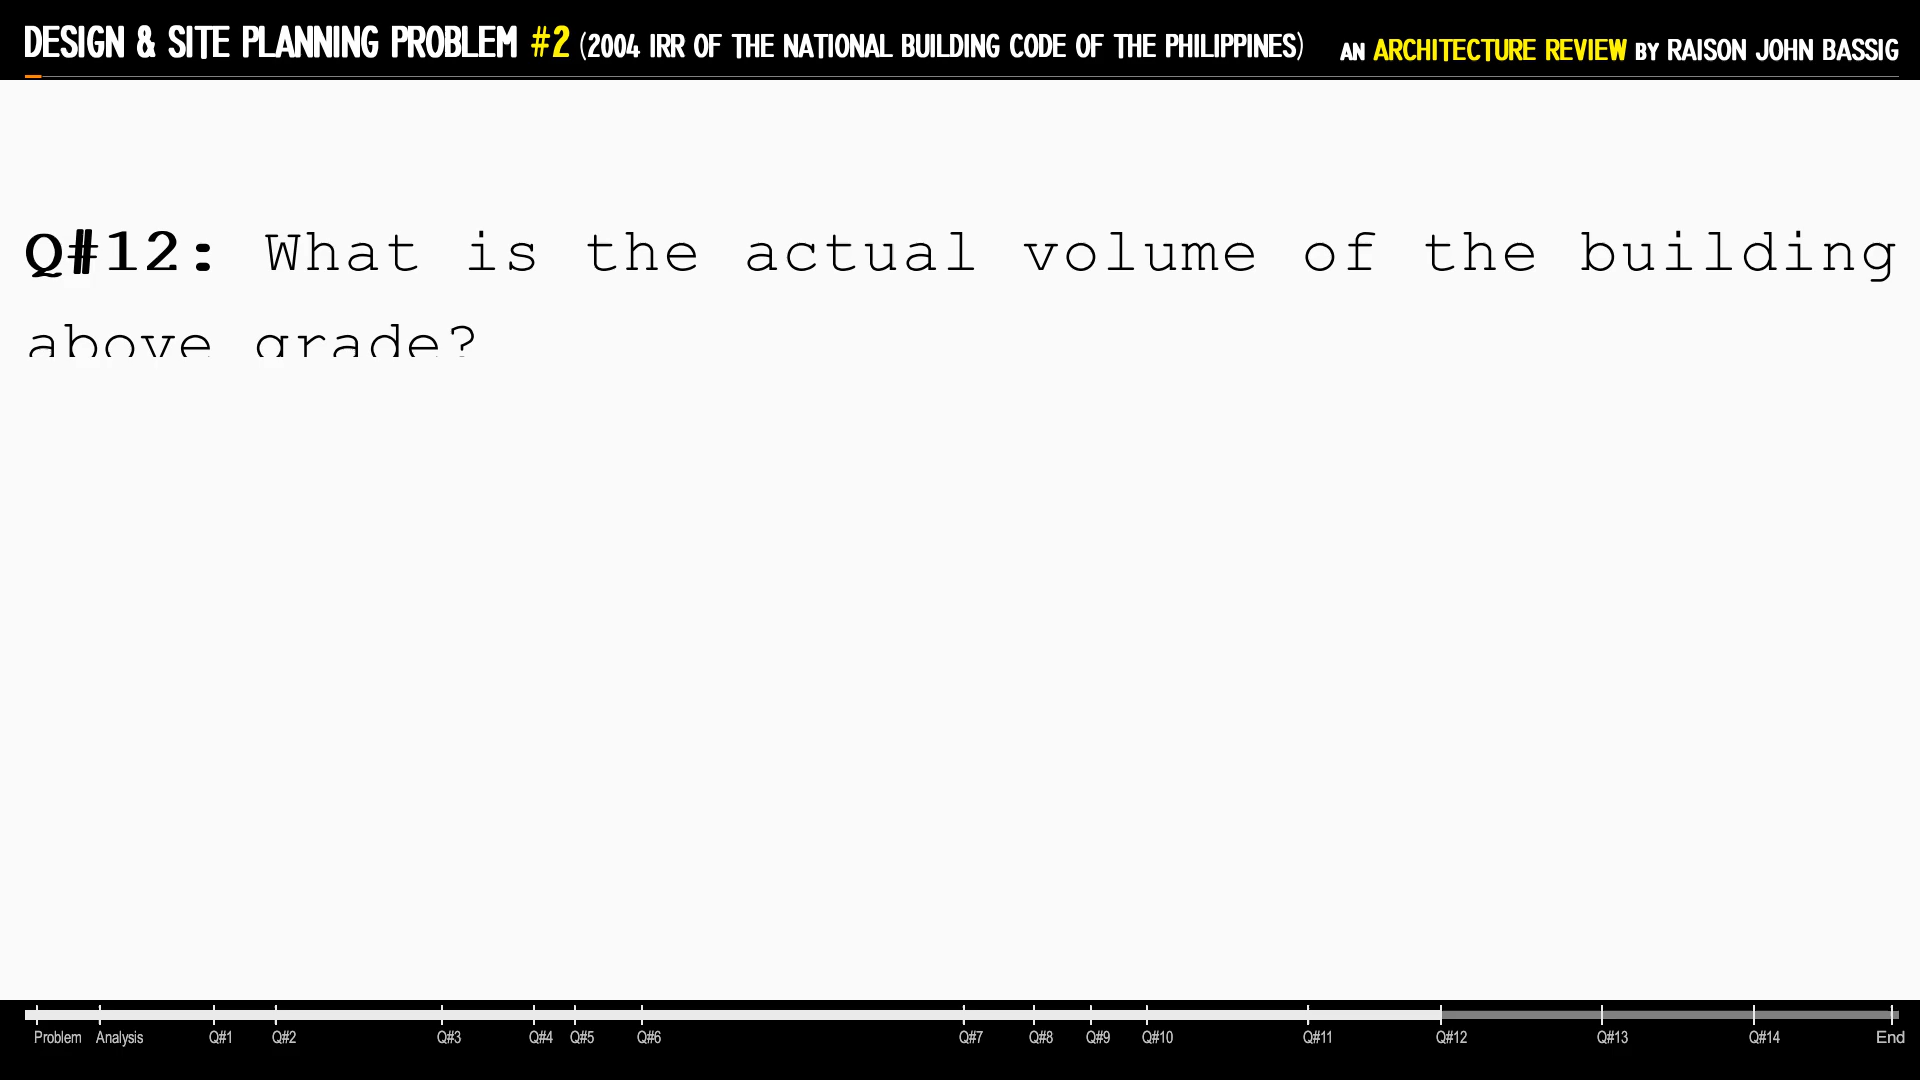 DESIGN & SITE PLANNING PROBLEM #2 (2004 IRR OF THE NATIONAL BUILDING CODE OF THE PHILIPPINES) AN ARCHITECTURE REVIEW BY RAISON JOHN BASSIG
Q#12: What is the actual volume of the building
above grade?
Problem Analysis Q#1 Q#2 Q#3 Q#4 Q#5 Q#6 Q#7 Q#8 Q#9 Q#10 Q#11 Q#12 Q#13 Q#14 End